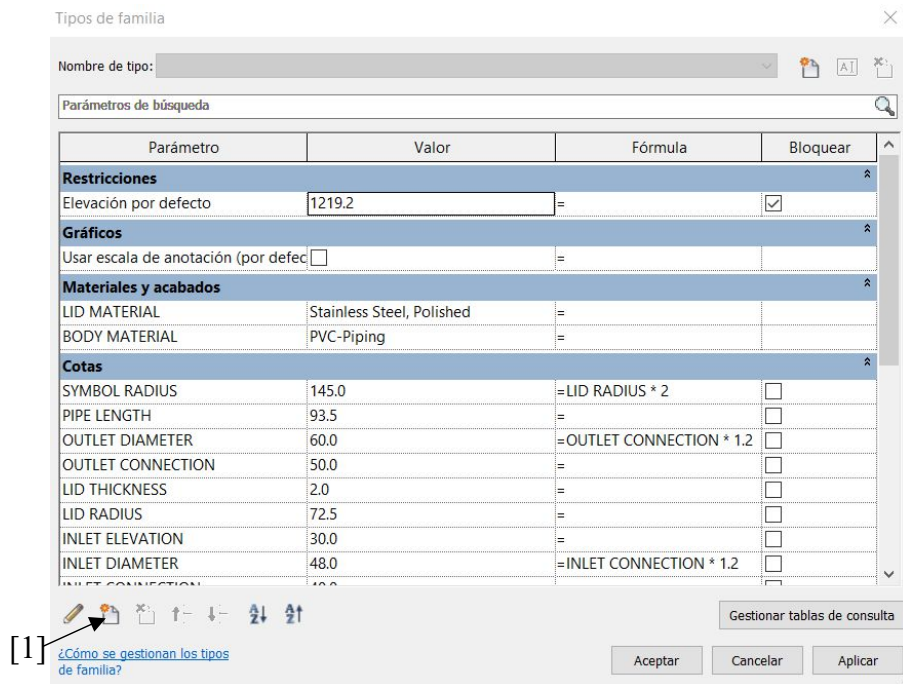 Tipos de familia
Nombre de tipo:
Parámetros de búsqueda
Parámetro Valor Fórmula Bloquear
Restricciones
Elevación por defecto 1219.2 =
Gráficos
Usar escala de anotación (por defec =
Materiales y acabados
LID MATERIAL Stainless Steel, Polished =
BODY MATERIAL PVC-Piping =
Cotas
SYMBOL RADIUS 145.0 =LID RADIUS * 2
PIPE LENGTH 93.5 =
OUTLET DIAMETER 60.0 =OUTLET CONNECTION * 1.2
OUTLET CONNECTION 50.0 =
LID THICKNESS 2.0 =
LID RADIUS 72.5 =
INLET ELEVATION 30.0 =
INLET DIAMETER 48.0 =INLET CONNECTION * 1.2
INLET CONNECTION 40.0
Gestionar tablas de consulta
[1]
¿Cómo se gestionan los tipos
de familia?
Aceptar Cancelar Aplicar